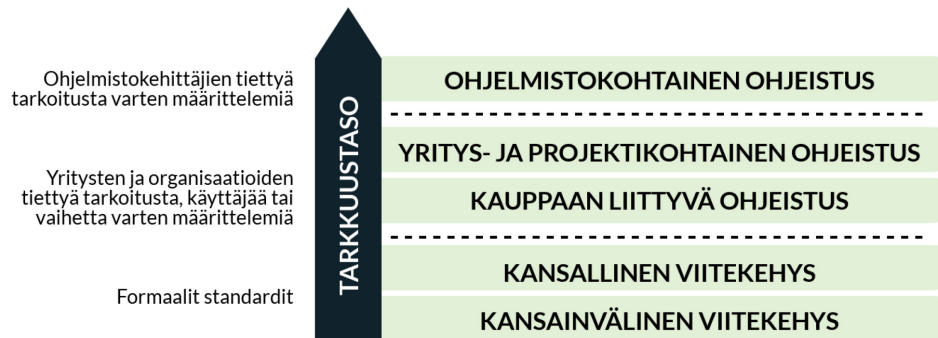 Ohjelmistokehittäjien tiettyä
tarkoitusta varten määrittelemiä
OHJELMISTOKOHTAINEN OHJEISTUS
TARKKUUSTASO
YRITYS- JA PROJEKTIKOHTAINEN OHJEISTUS
Yritysten ja organisaatioiden
tiettyä tarkoitusta, käyttäjää tai
vaihetta varten määrittelemiä
KAUPPAAN LIITTYVÄ OHJEISTUS
KANSALLINEN VIITEKEHYS
Formaalit standardit
KANSAINVÄLINEN VIITEKEHYS